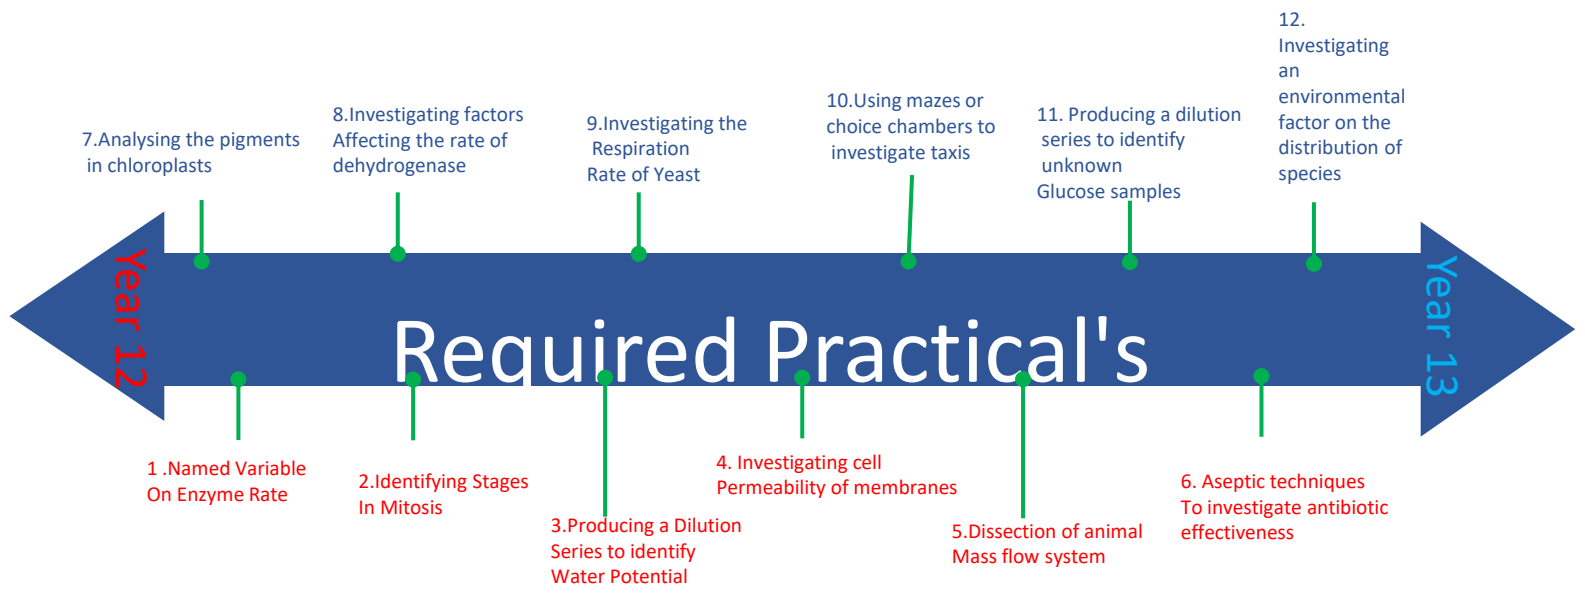 7.Analysing the pigments
in chloroplasts
8.Investigating factors
Affecting the rate of
dehydrogenase
9.Investigating the
Respiration
Rate of Yeast
10.Using mazes or
choice chambers to
investigate taxis
11. Producing a dilution
series to identify
unknown
Glucose samples
12.
Investigating
an
environmental
factor on the
distribution of
species
Year 12
Required Practical's
Year 13
1 .Named Variable
On Enzyme Rate
2.Identifying Stages
In Mitosis
3.Producing a Dilution
Series to identify
Water Potential
4. Investigating cell
Permeability of membranes
5.Dissection of animal
Mass flow system
6. Aseptic techniques
To investigate antibiotic
effectiveness